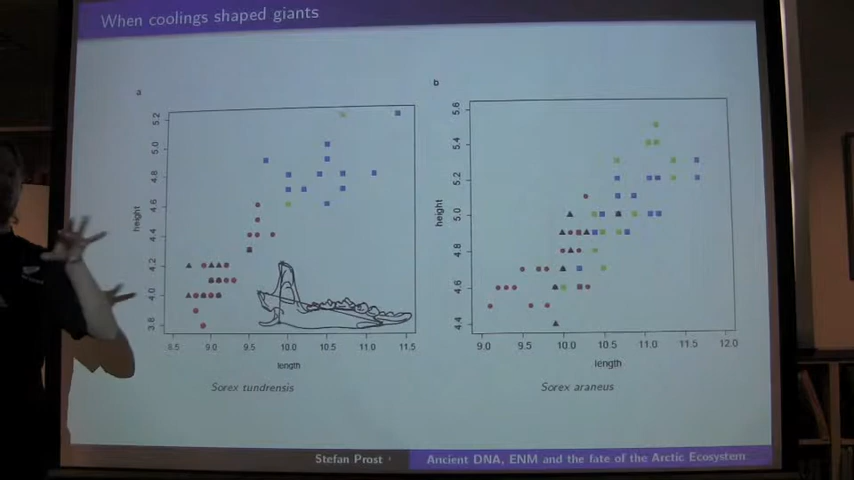 When coolings shaped giants
a
b
5.2
5.0
4.8
4.6
4.4
4.2
4.0
3.8
height
8.5 9.0 9.5 10.0 10.5 11.0 11.5
length
Sorex tundrensis
5.6
5.4
5.2
5.0
4.8
4.6
4.4
height
9.0 9.5 10.0 10.5 11.0 11.5 12.0
length
Sorex araneus
Stefan Prost
Ancient DNA, ENM and the fate of the Arctic Ecosystem